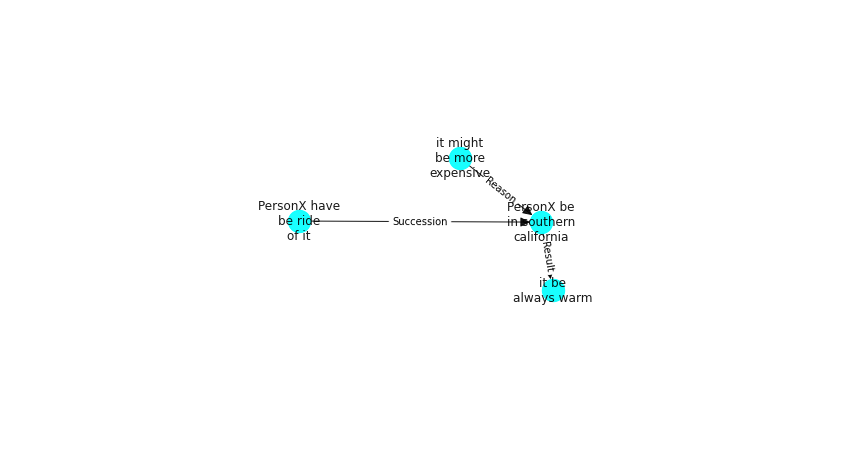 it might
be more
expensive
Reason
PersonX have
be ride
of it
Succession
PersonX be
in southern
california
Result
it be
always warm